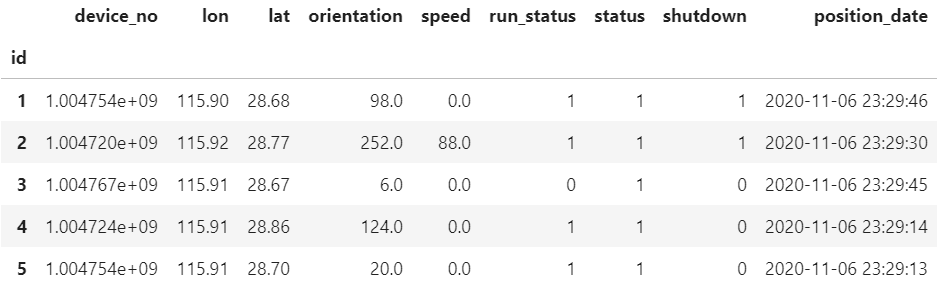 device_no lon lat orientation speed run_status status shutdown position_date
id
1 1.004754e+09 115.90 28.68 98.0 0.0 1 1 1 2020-11-06 23:29:46
2 1.004720e+09 115.92 28.77 252.0 88.0 1 1 1 2020-11-06 23:29:30
3 1.004767e+09 115.91 28.67 6.0 0.0 0 1 0 2020-11-06 23:29:45
4 1.004724e+09 115.91 28.86 124.0 0.0 1 1 0 2020-11-06 23:29:14
5 1.004754e+09 115.91 28.70 20.0 0.0 1 1 0 2020-11-06 23:29:13